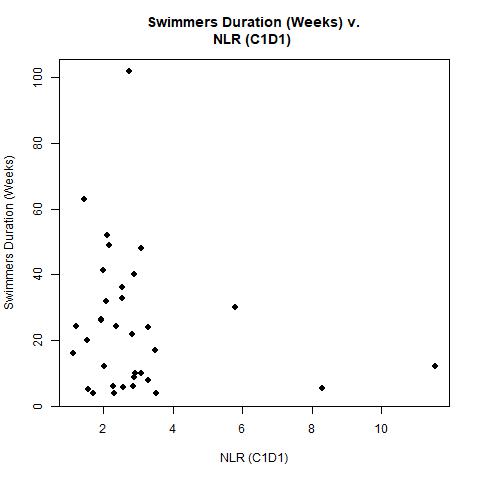 Swimmers Duration (Weeks) v.
NLR (C1D1)
Swimmers Duration (Weeks)
100
80
60
40
20
0
2 4 6 8 10
NLR (C1D1)